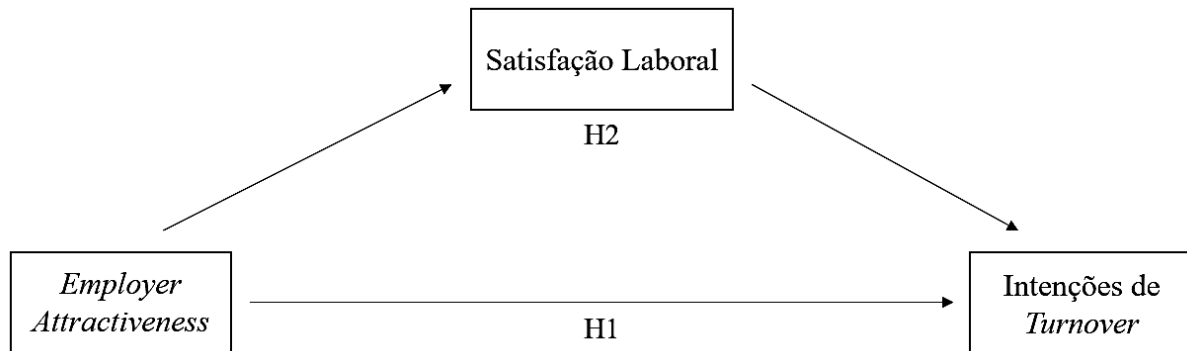 Satisfação Laboral
H2
Employer
Attractiveness
H1
Intenções de
Turnover